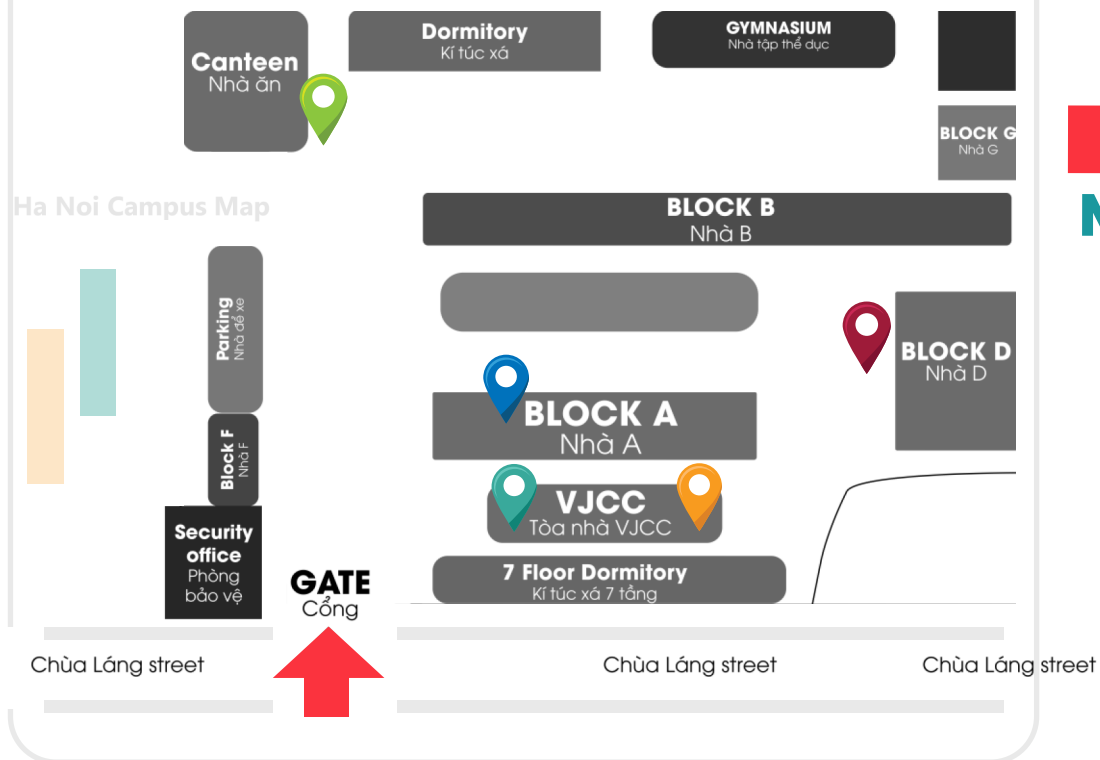 Canteen
Nhà ăn
Dormitory
Kí túc xá
GYMNASIUM
Nhà tập thể dục
BLOCK G
Nhà G
Ha Noi Campus Map
BLOCK B
Nhà B
Parking
Nhà để xe
BLOCK D
Nhà D
BLOCK A
Nhà A
Block F
Nhà F
VJCC
Tòa nhà VJCC
Security
office
Phòng
bảo vệ
GATE
Cổng
7 Floor Dormitory
Kí túc xá 7 tầng
Chùa Láng street
Chùa Láng street
Chùa Láng street